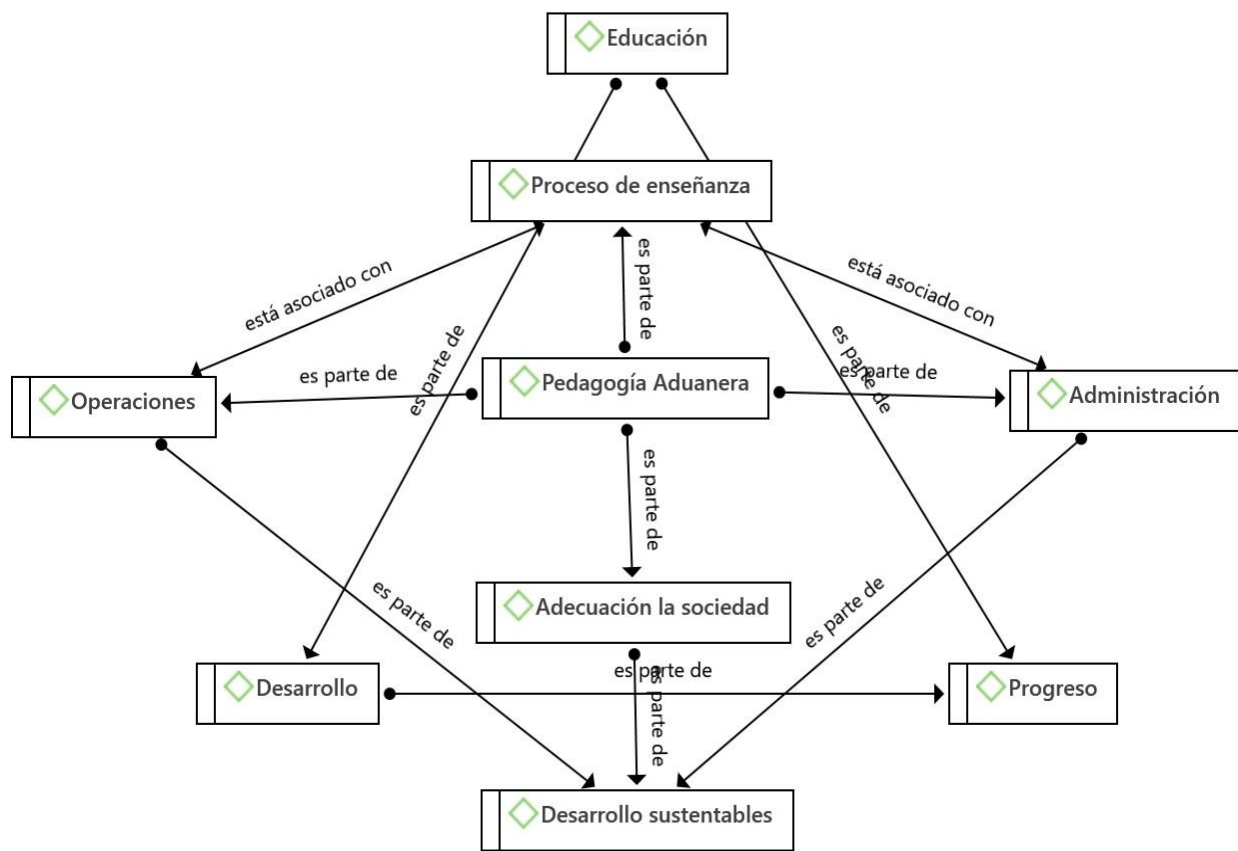 Educación
Proceso de enseñanza
es parte de
está asociado con
está asociado con
es parte de
es parte de
es parte de
Pedagogía Aduanera
es parte de
Operaciones
Administración
es parte de
Adecuación la sociedad
es parte de
es parte de
es parte de
es parte de
Desarrollo
Progreso
Desarrollo sustentables